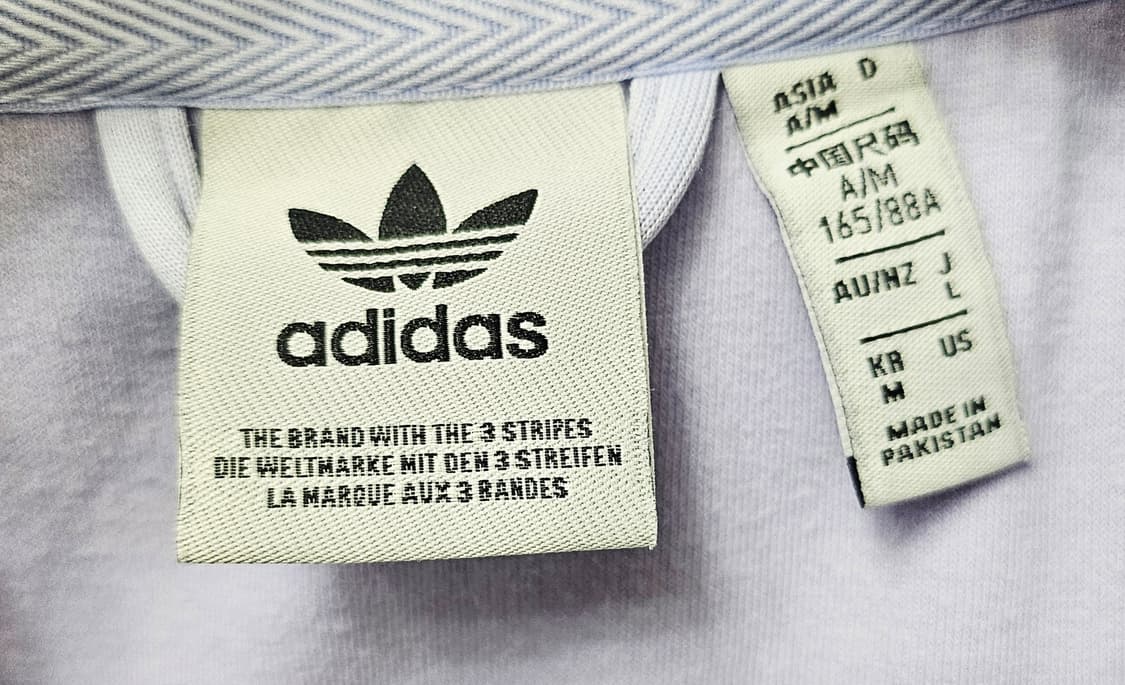 adidas
THE BRAND WITH THE 3 STRIPES
DIE WELTMARKE MIT DEN 3 STREIFEN
LA MARQUE AUX 3 BANDES
ASIA D
A/M
中国尺码
A/M
165/88A
AU/NZ J
L
KR US
M
MADE IN
PAKISTAN